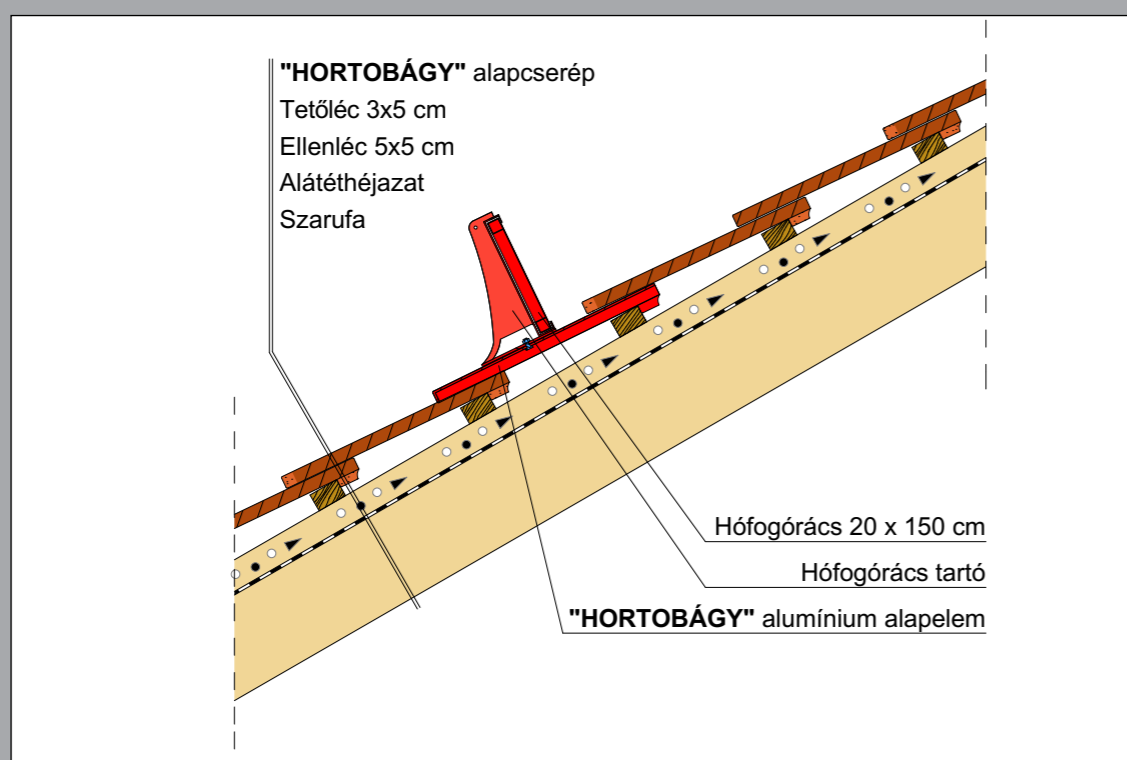 "HORTOBÁGY" alapcserép
Tetőléc 3x5 cm
Ellenléc 5x5 cm
Alátéthéjazat
Szarufa
Hófogórács 20 x 150 cm
Hófogórács tartó
"HORTOBÁGY" alumínium alapelem